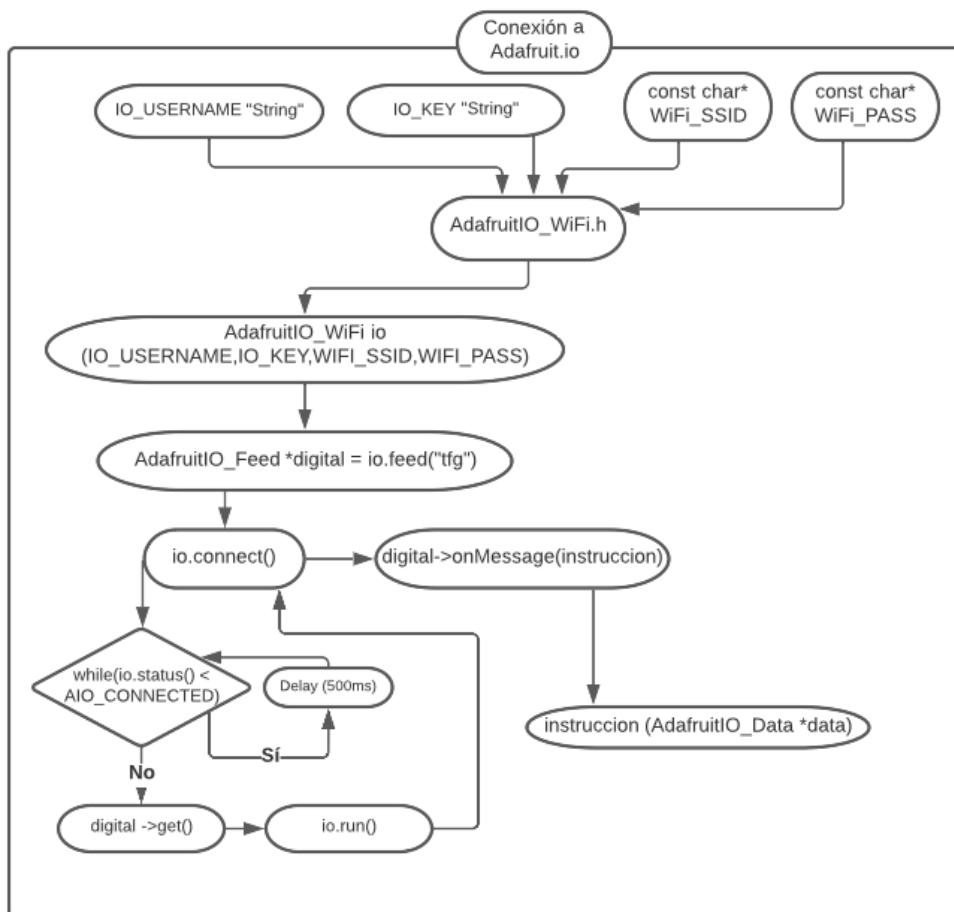 Conexión a
Adafruit.io
IO_USERNAME "String"
IO_KEY "String"
const char*
WiFi_SSID
const char*
WiFi_PASS
AdafruitIO_WiFi.h
AdafruitIO_WiFi io
(IO_USERNAME,IO_KEY,WIFI_SSID,WIFI_PASS)
AdafruitIO_Feed *digital = io.feed("tfg")
io.connect()
digital->onMessage(instruccion)
while(io.status() <
AIO_CONNECTED)
Delay (500ms)
instruccion (AdafruitIO_Data *data)
Sí
No
digital ->get()
io.run()